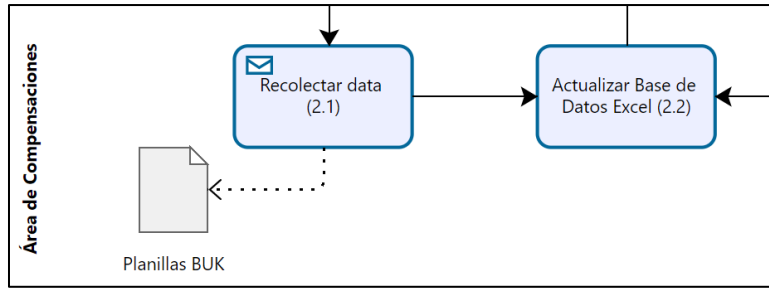 Área de Compensaciones
Recolectar data
(2.1)
Actualizar Base de
Datos Excel (2.2)
Planillas BUK